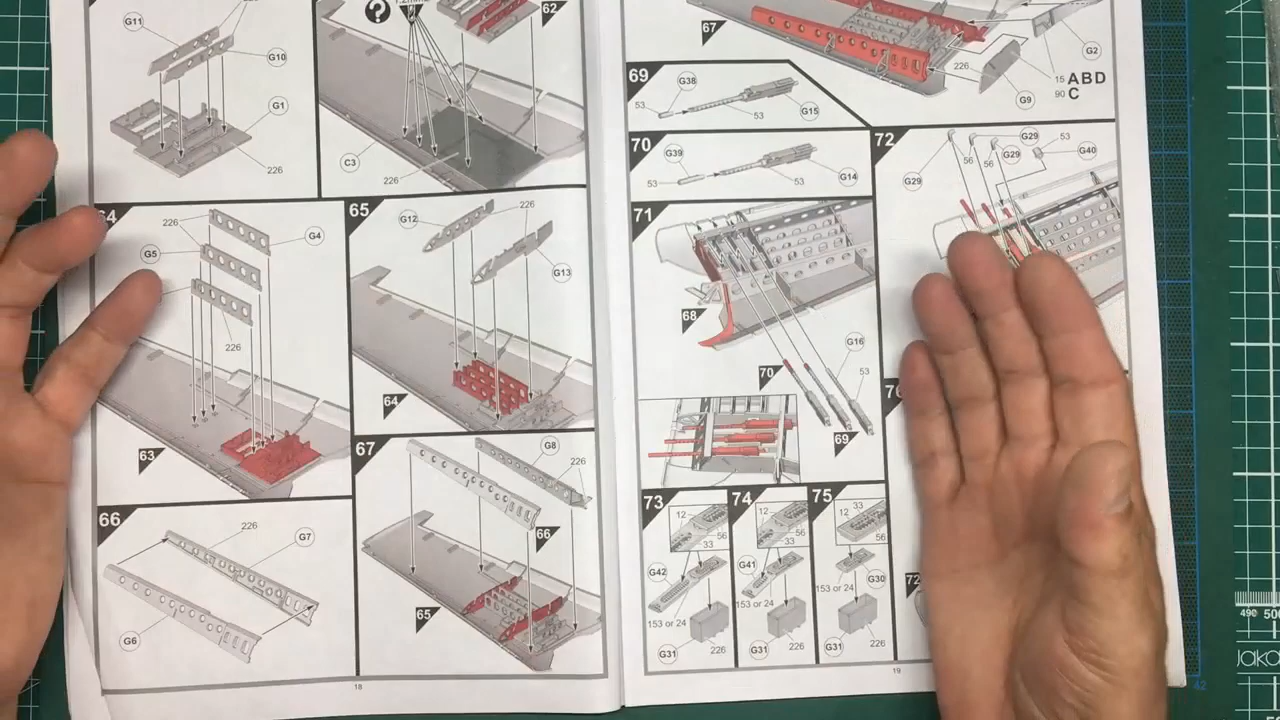 G11
G10
G1
226
?
62
C3
226
G4
226
G5
226
63
65
226
G12
G13
64
66
226
G7
G6
67
G8
226
66
65
18
67
G2
226
15 ABD
90 C
G9
69
G38
53
53
G15
70
G39
53
53
G14
71
68
G16
53
70
69
72
G29
53
56
56
G29
G40
G29
73
12
56
33
G42
153 or 24
G31
226
74
12
56
33
G41
153 or 24
G31
226
75
33
12
56
G30
153 or 24
G31
226
72
19
490
42